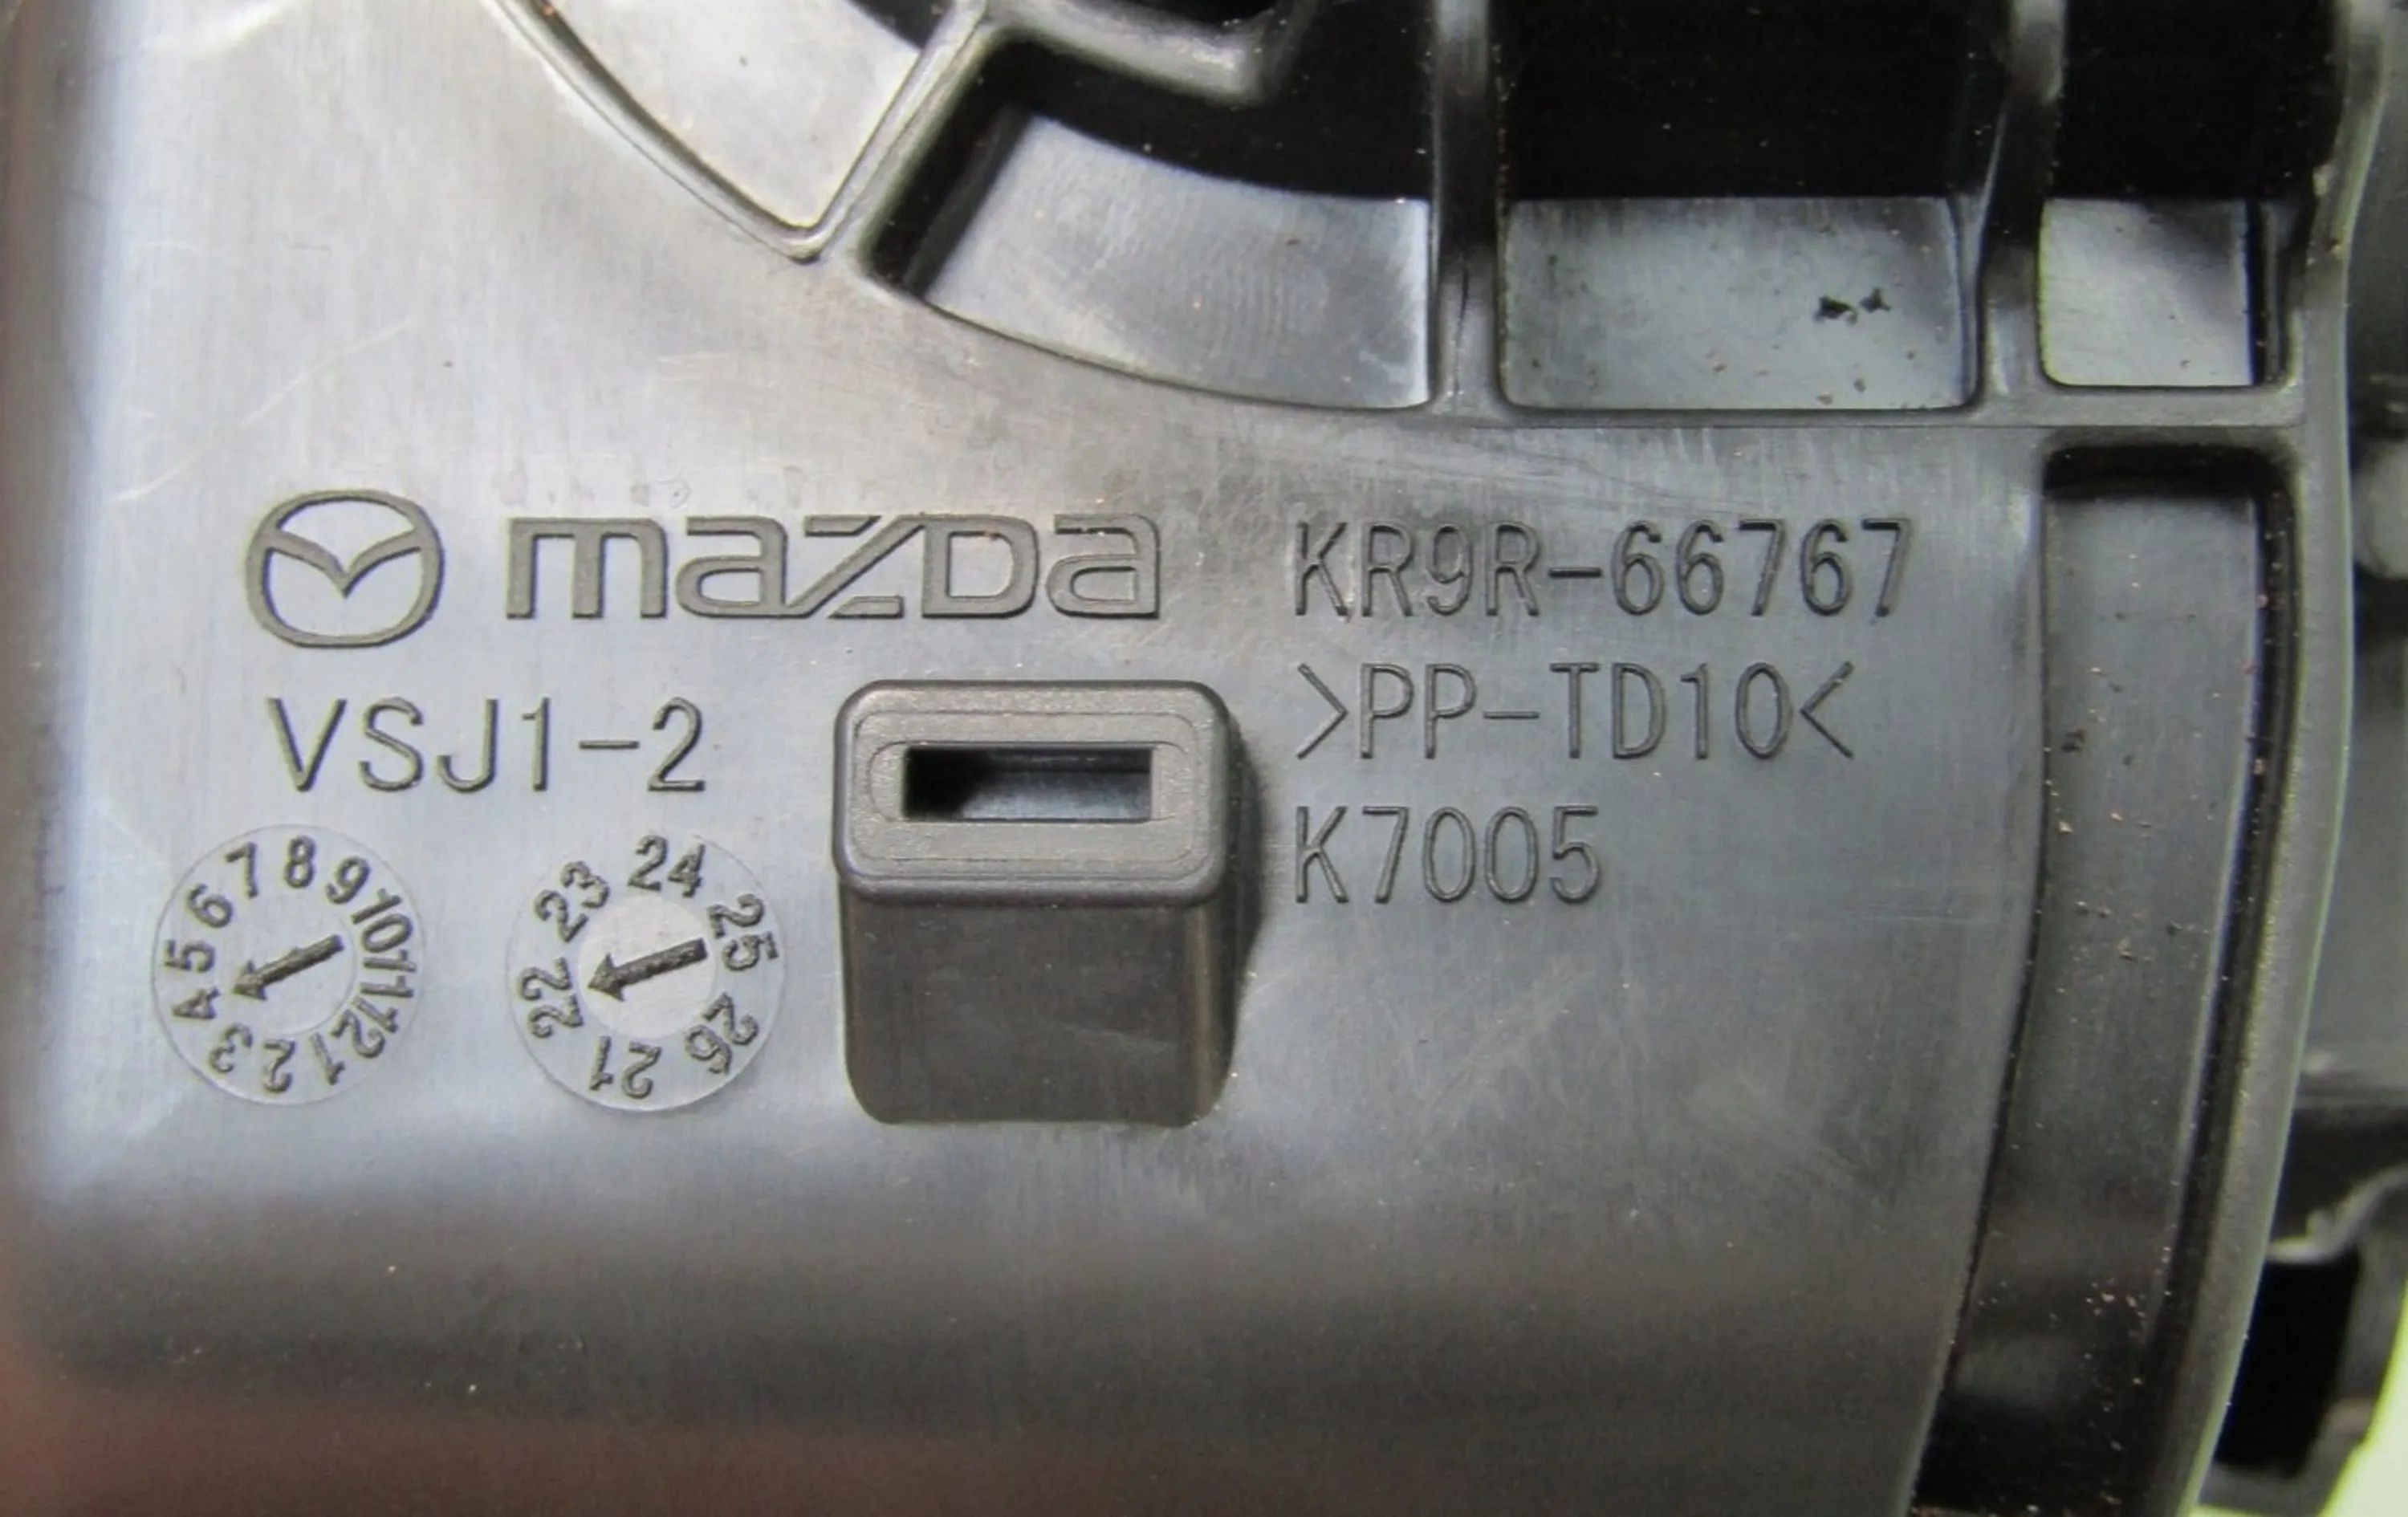 mazda KR9R-66767
VSJ1-2 >PP-TD10<
K7005
1 2 3 4 5 6 7 8 9 10 11 12
21 22 23 24 25 26